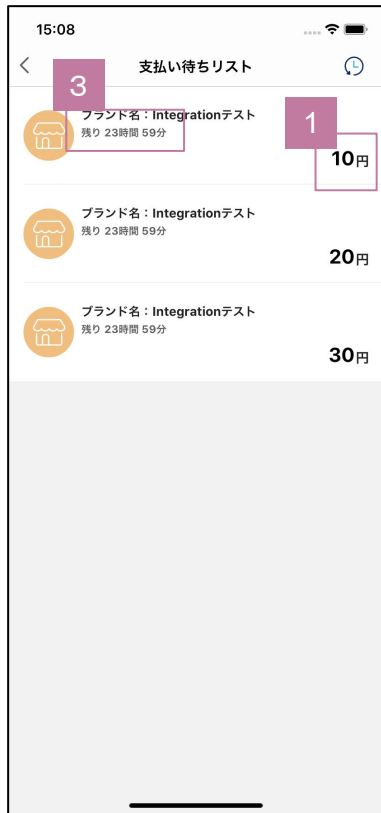 15:08
支払い待ちリスト
3
ブランド名：Integrationテスト
残り 23時間 59分
1
10円
ブランド名：Integrationテスト
残り 23時間 59分
20円
ブランド名：Integrationテスト
残り 23時間 59分
30円